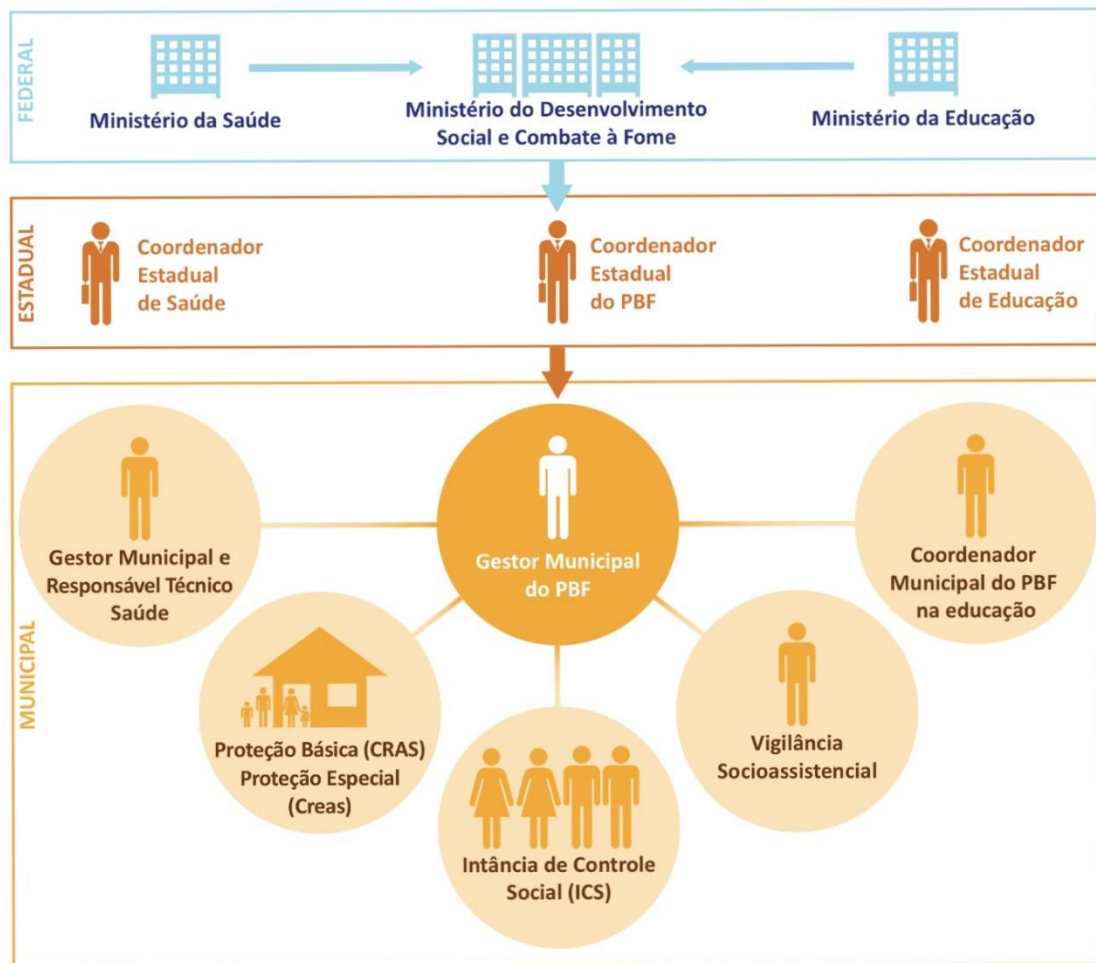 FEDERAL
Ministério da Saúde
Ministério do Desenvolvimento
Social e Combate à Fome
Ministério da Educação
ESTADUAL
Coordenador
Estadual
de Saúde
Coordenador
Estadual
do PBF
Coordenador
Estadual
de Educação
MUNICIPAL
Gestor Municipal e
Responsável Técnico
Saúde
Gestor Municipal
do PBF
Coordenador
Municipal do PBF
na educação
Proteção Básica (CRAS)
Proteção Especial
(Creas)
Intância de Controle
Social (ICS)
Vigilância
Socioassistencial